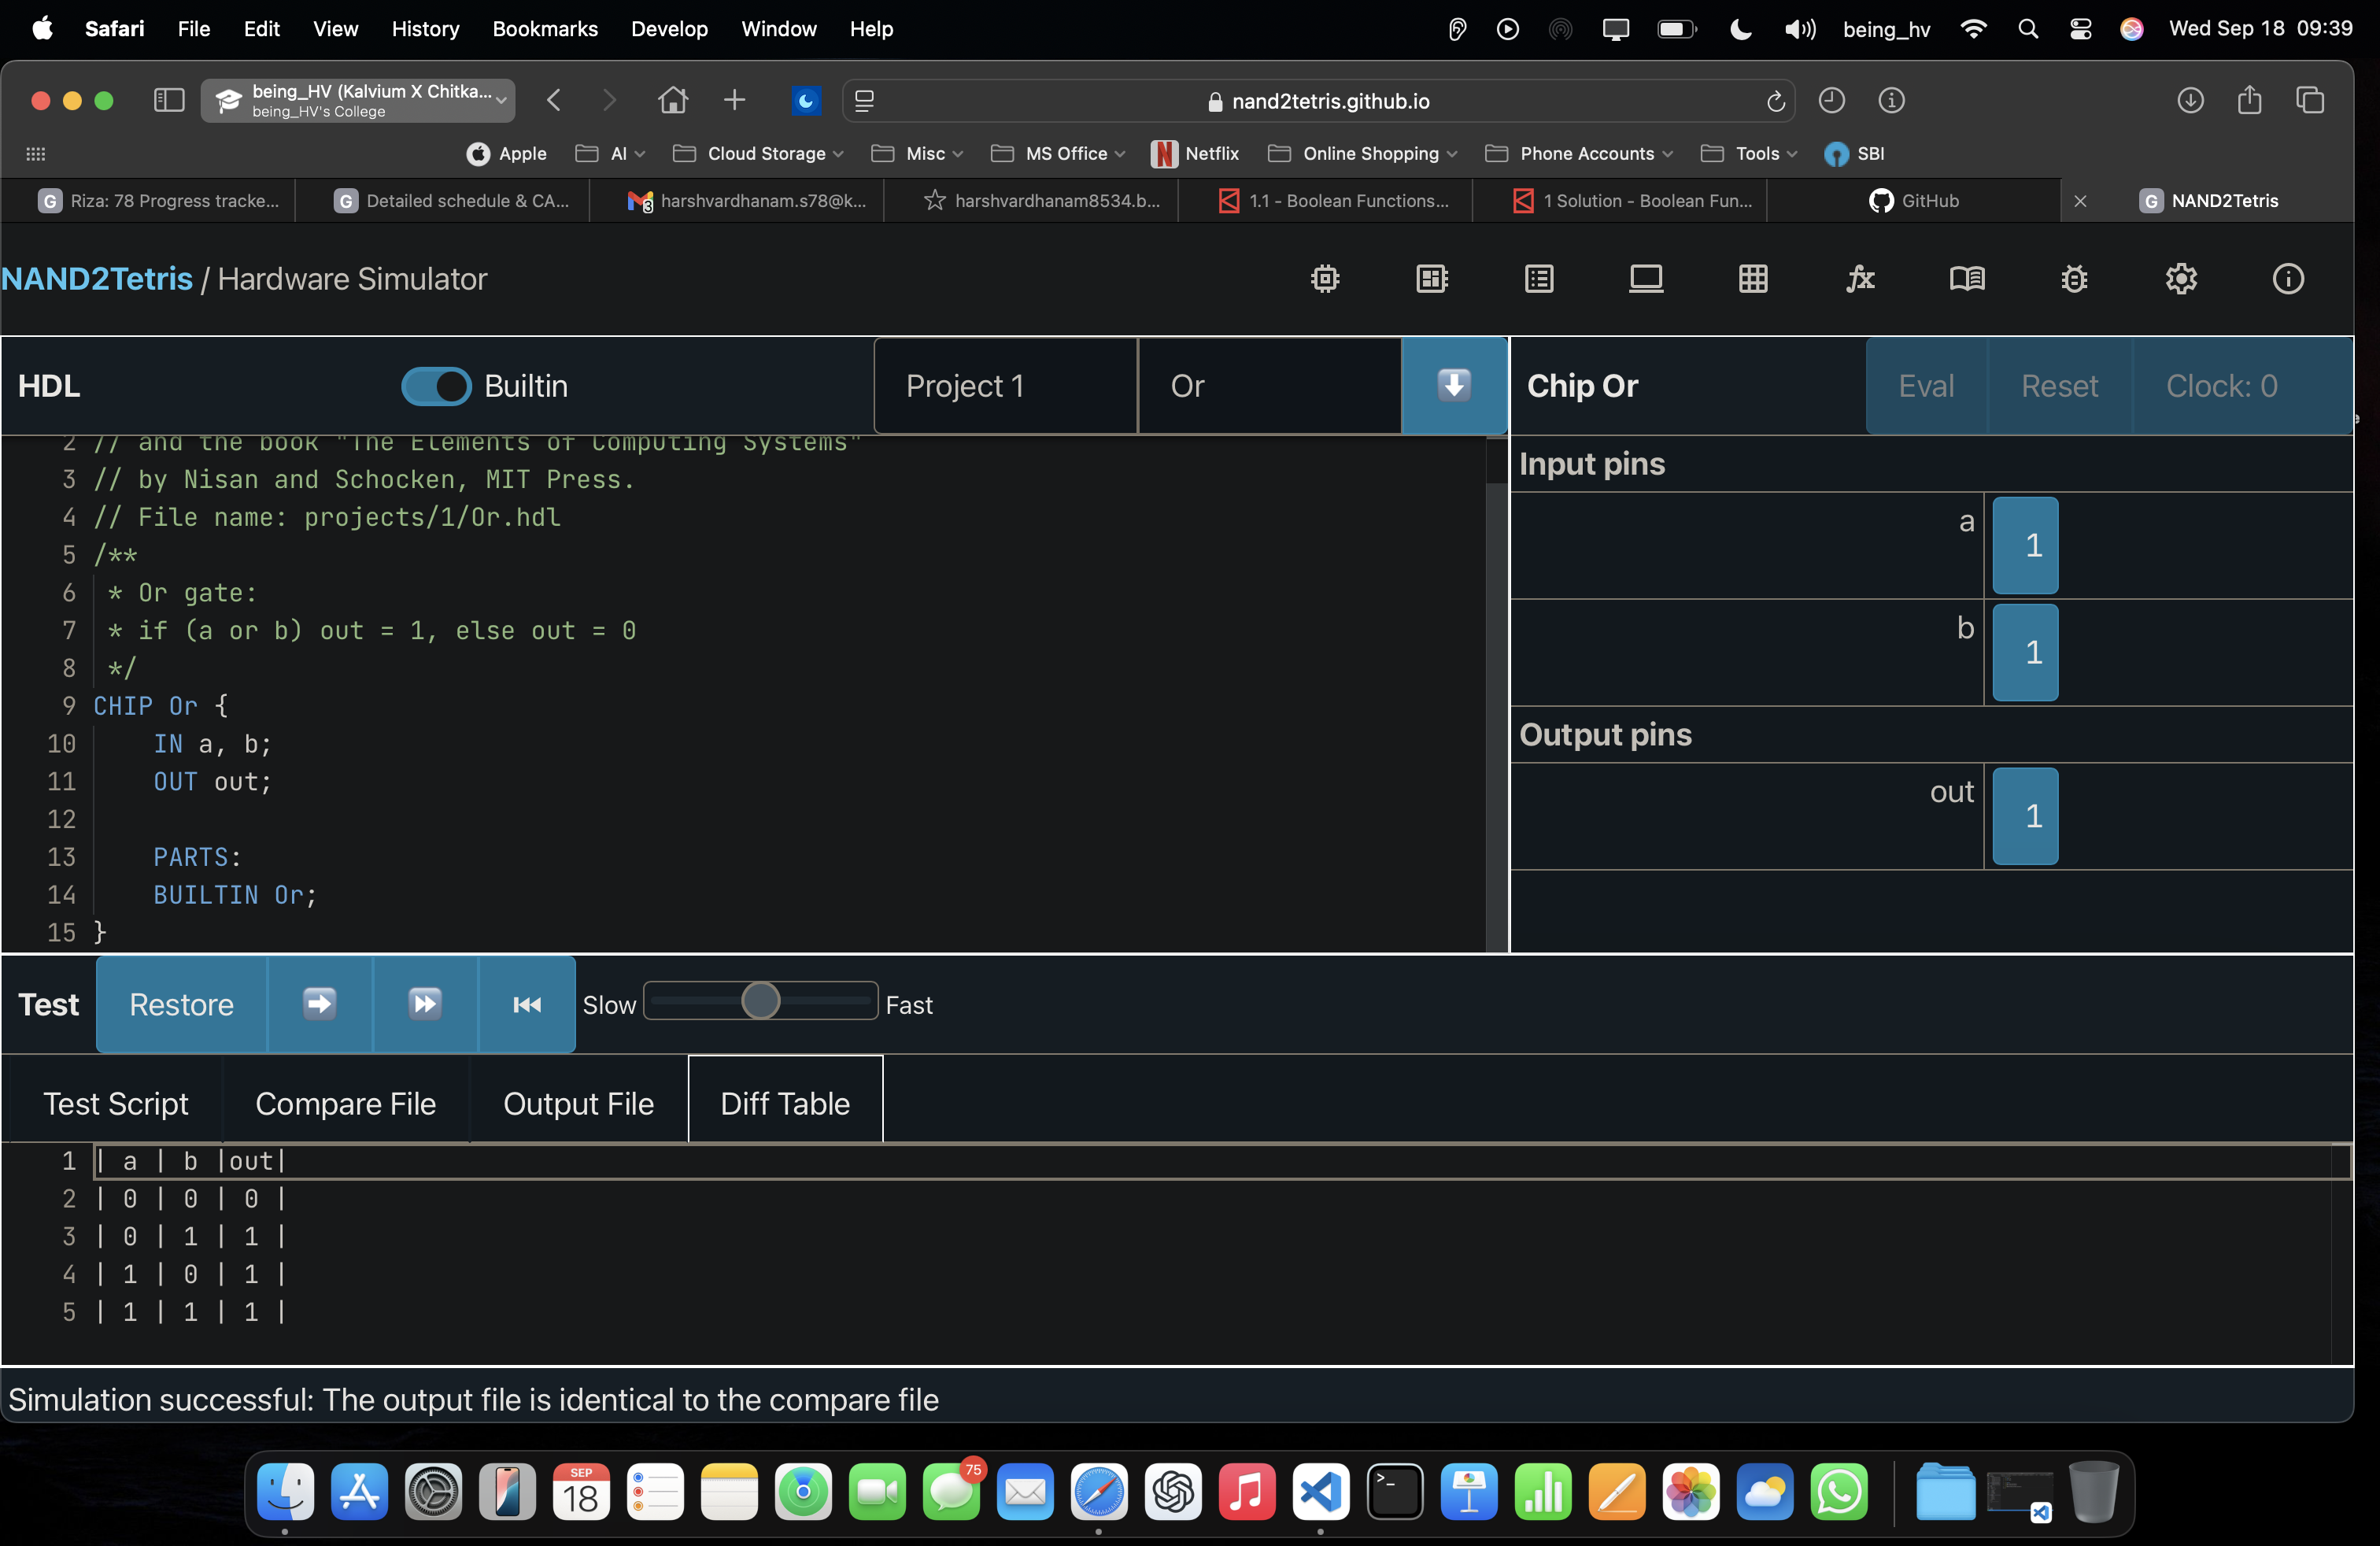 Safari File Edit View History Bookmarks Develop Window Help being_hv Wed Sep 18 09:39
being_HV (Kalvium X Chitka...
being_HV's College
nand2tetris.github.io
Apple AI Cloud Storage Misc MS Office Netflix Online Shopping Phone Accounts Tools SBI
Riza: 78 Progress tracke... Detailed schedule & CA... harshvardhanam.s78@k... harshvardhanam8534.b... 1.1 - Boolean Functions... 1 Solution - Boolean Fun... GitHub NAND2Tetris
NAND2Tetris / Hardware Simulator
HDL Builtin Project 1 Or
Chip Or Eval Reset Clock: 0
2 // and the book "The Elements of Computing Systems"
3 // by Nisan and Schocken, MIT Press.
4 // File name: projects/1/Or.hdl
5 /**
6 * Or gate:
7 * if (a or b) out = 1, else out = 0
8 */
9 CHIP Or {
10 IN a, b;
11 OUT out;
12
13 PARTS:
14 BUILTIN Or;
15 }
Input pins
a 1
b 1
Output pins
out 1
Test Restore Slow Fast
Test Script Compare File Output File Diff Table
1 | a | b |out|
2 | 0 | 0 | 0 |
3 | 0 | 1 | 1 |
4 | 1 | 0 | 1 |
5 | 1 | 1 | 1 |
Simulation successful: The output file is identical to the compare file
SEP
18
75